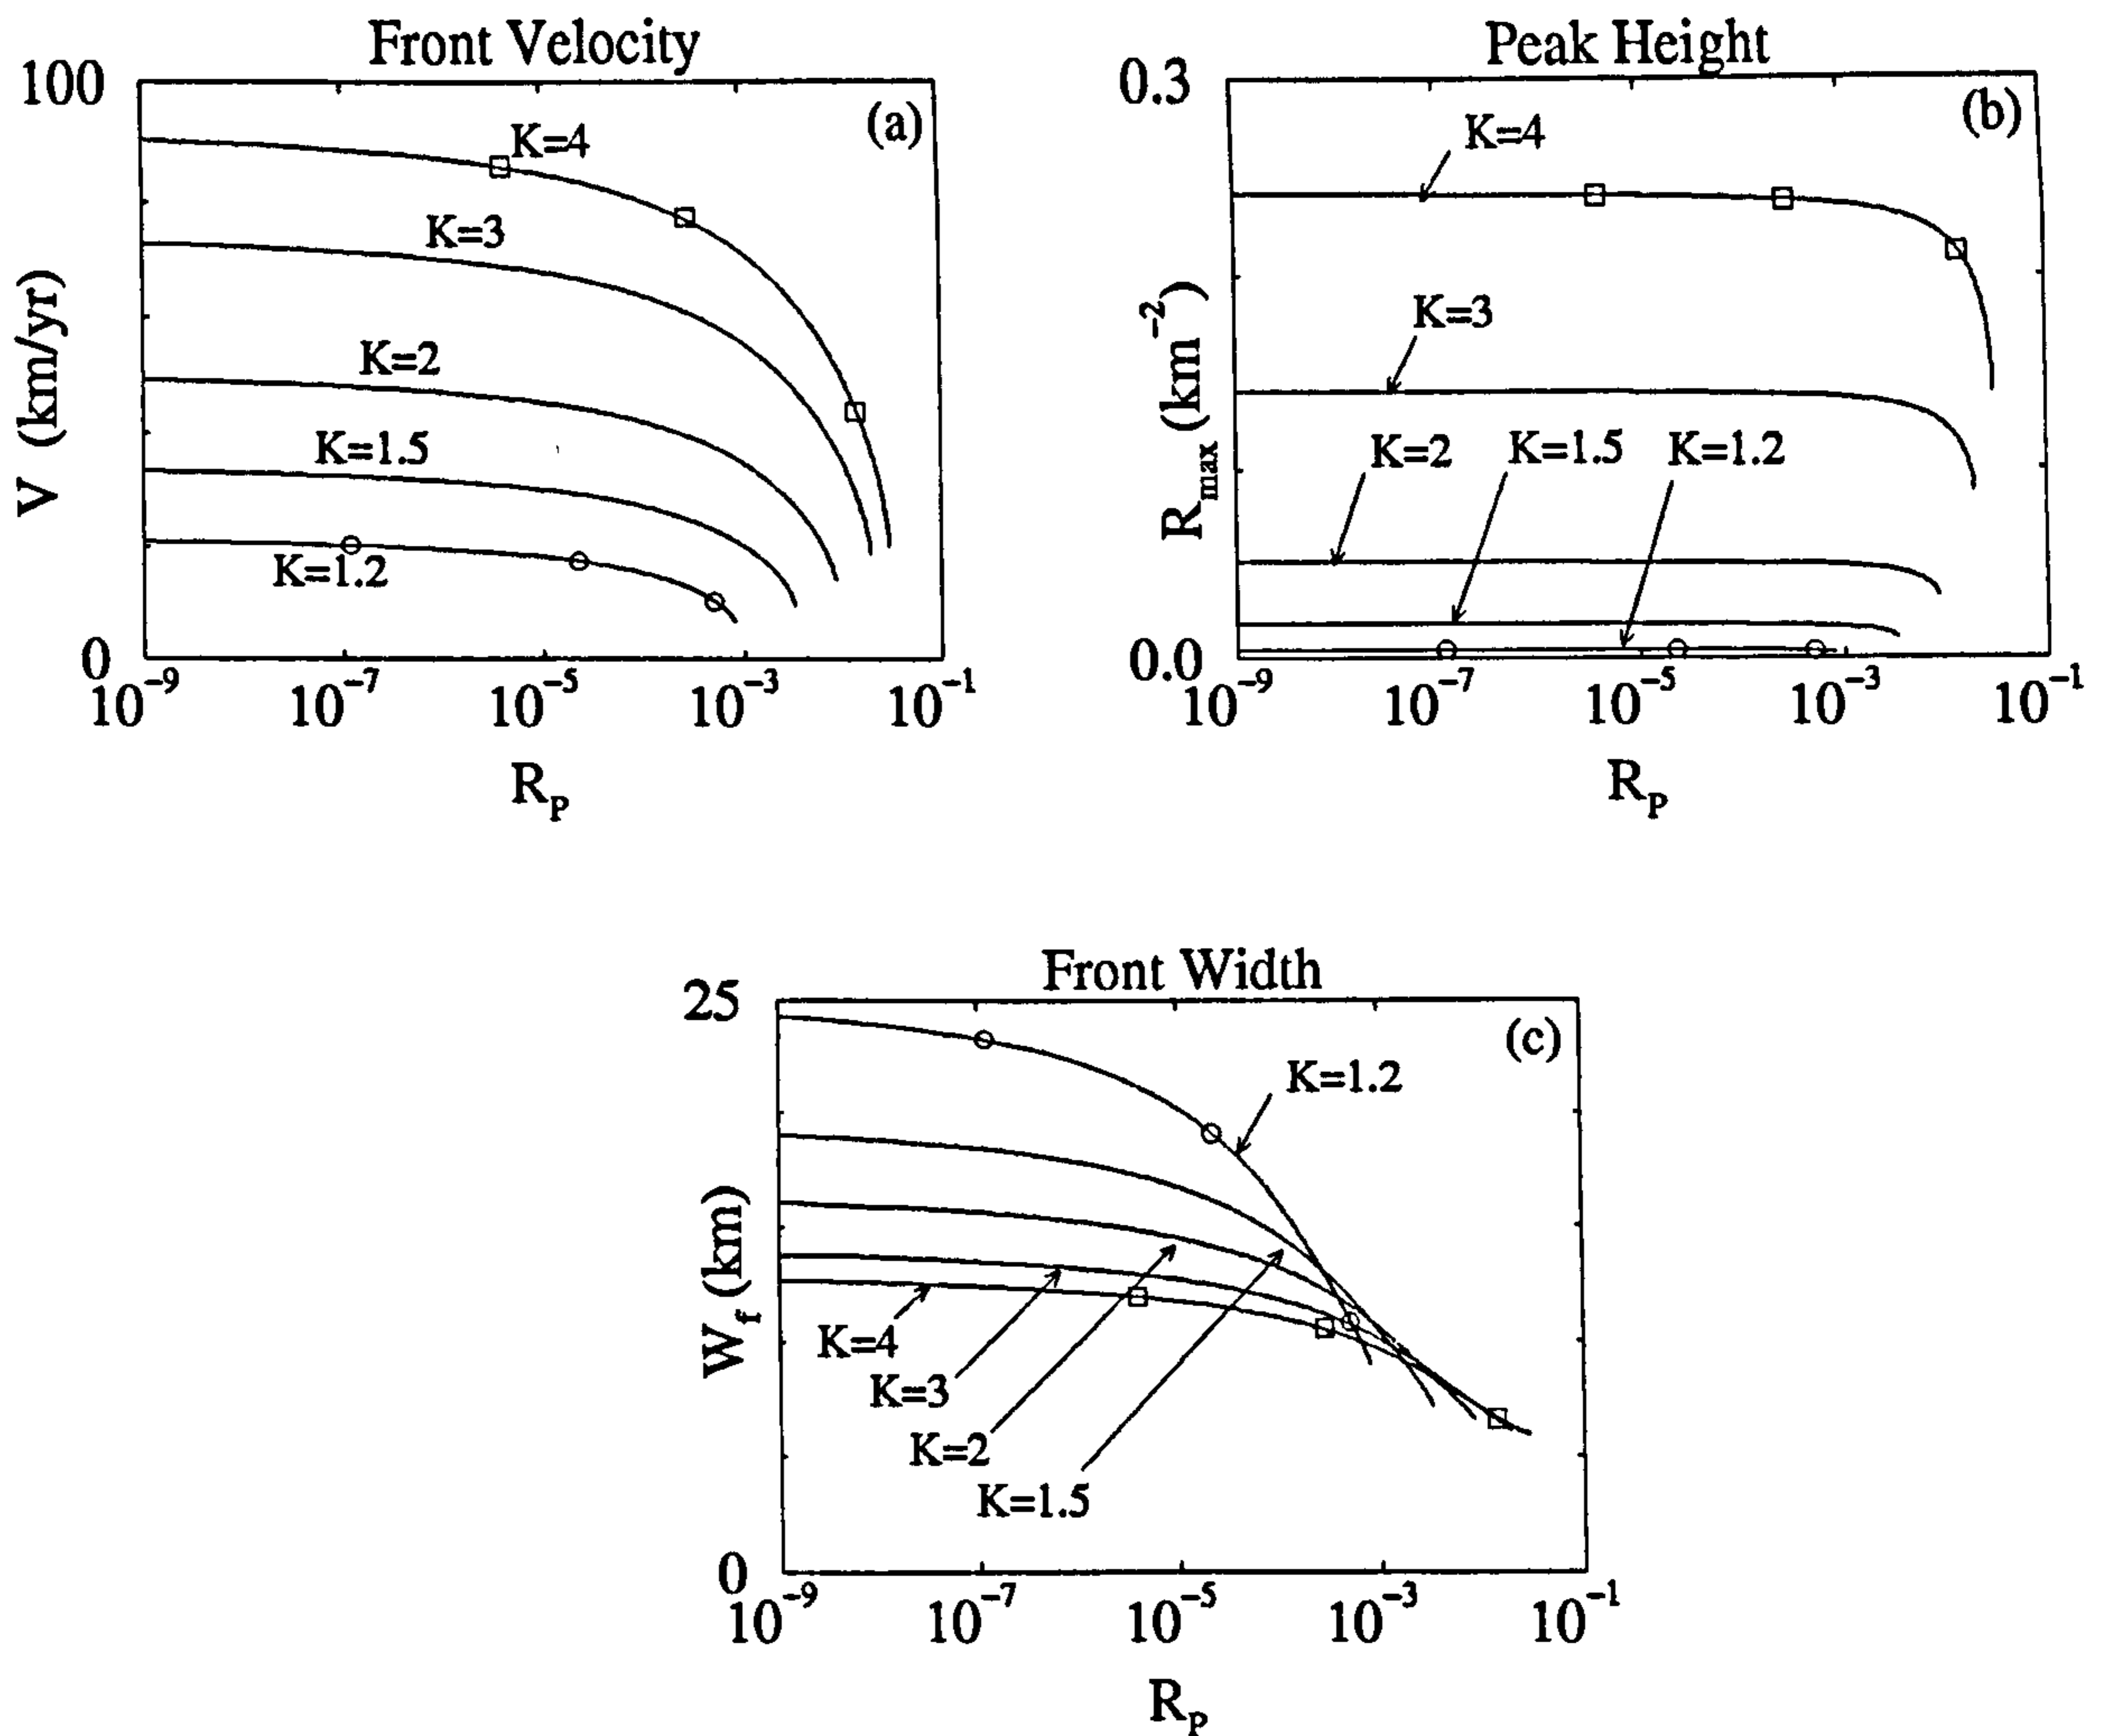 Front Velocity
100
(a)
K=4
K=3
K=2
K=1.5
K=1.2
V (km/yr)
0
10⁻⁹ 10⁻⁷ 10⁻⁵ 10⁻³ 10⁻¹
R_P
Peak Height
0.3
(b)
K=4
K=3
K=2 K=1.5 K=1.2
R_max (km⁻²)
0.0
10⁻⁹ 10⁻⁷ 10⁻⁵ 10⁻³ 10⁻¹
R_P
Front Width
25
(c)
K=1.2
W_f (km)
K=4
K=3
K=2
K=1.5
0
10⁻⁹ 10⁻⁷ 10⁻⁵ 10⁻³ 10⁻¹
R_P